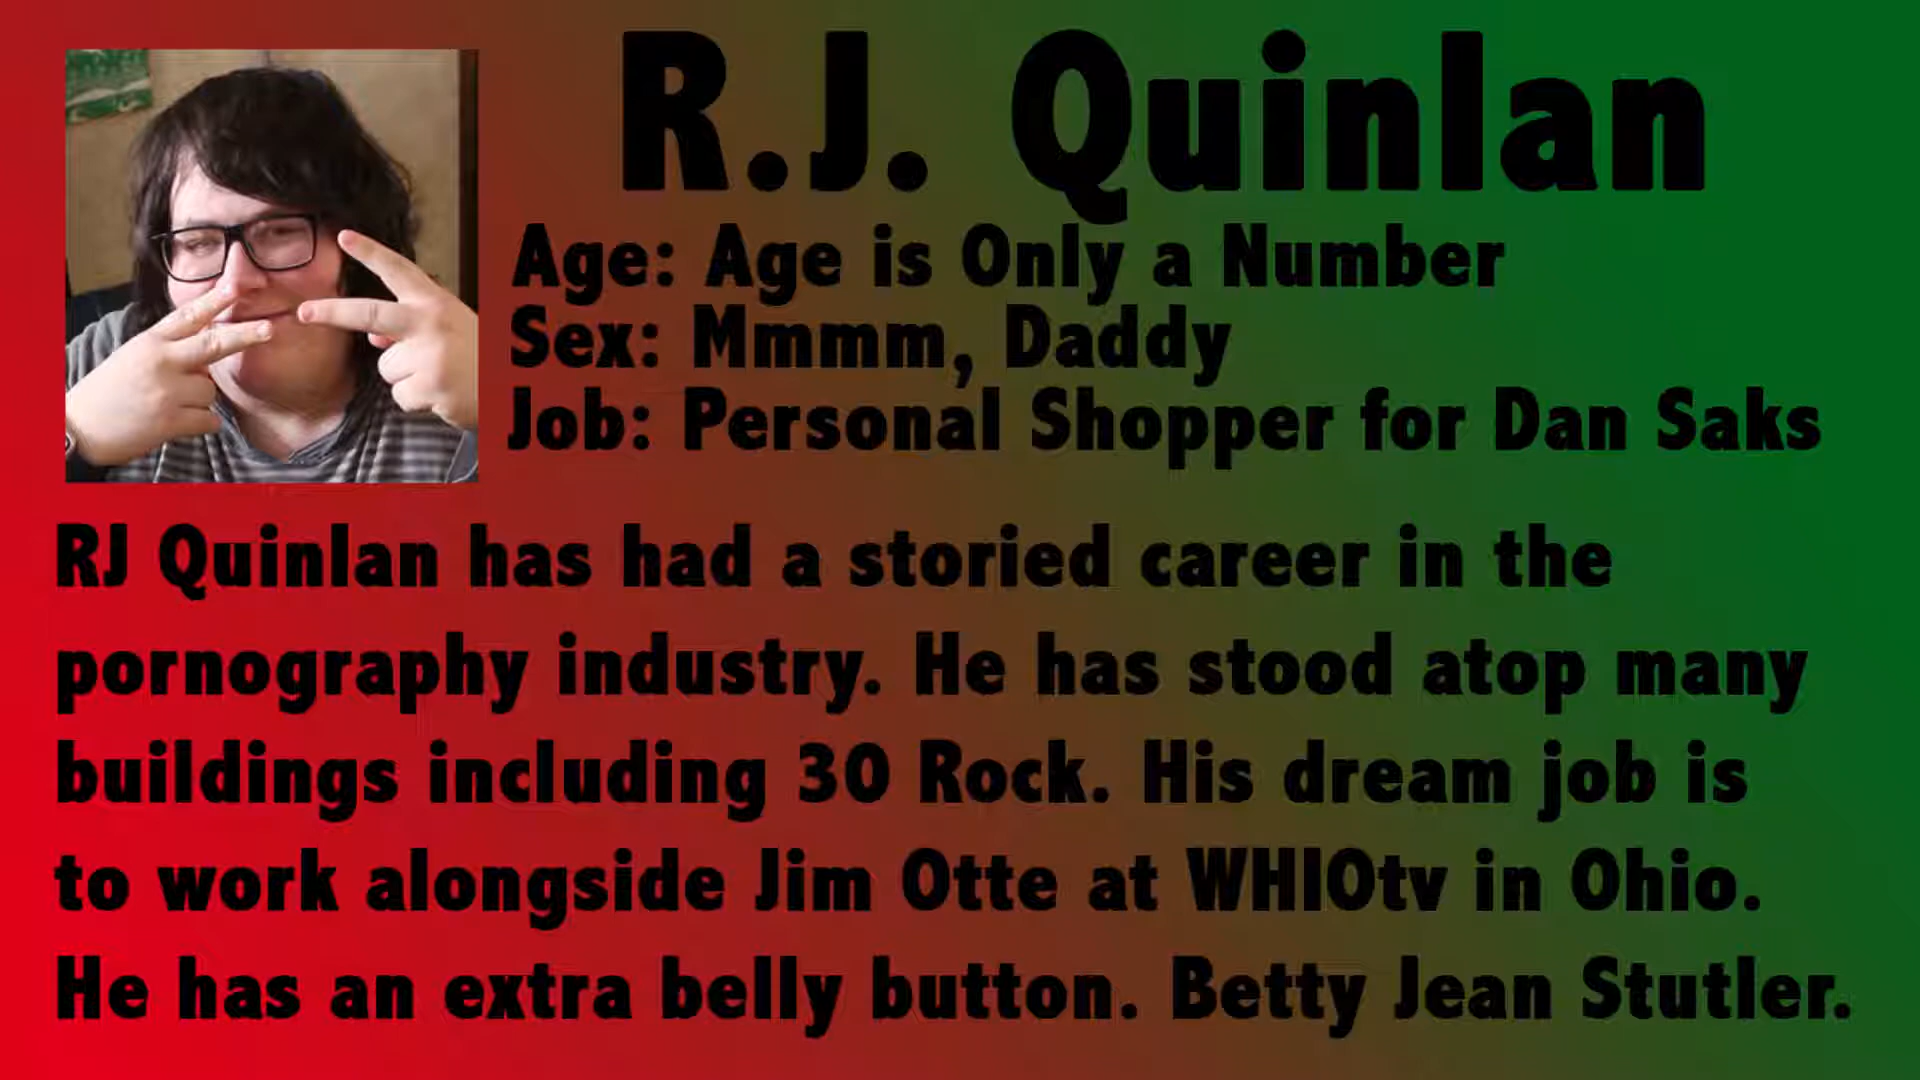 R.J. Quinlan
Age: Age is Only a Number
Sex: Mmmm, Daddy
Job: Personal Shopper for Dan Saks
RJ Quinlan has had a storied career in the
pornography industry. He has stood atop many
buildings including 30 Rock. His dream job is
to work alongside Jim Otte at WHIOtv in Ohio.
He has an extra belly button. Betty Jean Stutler.